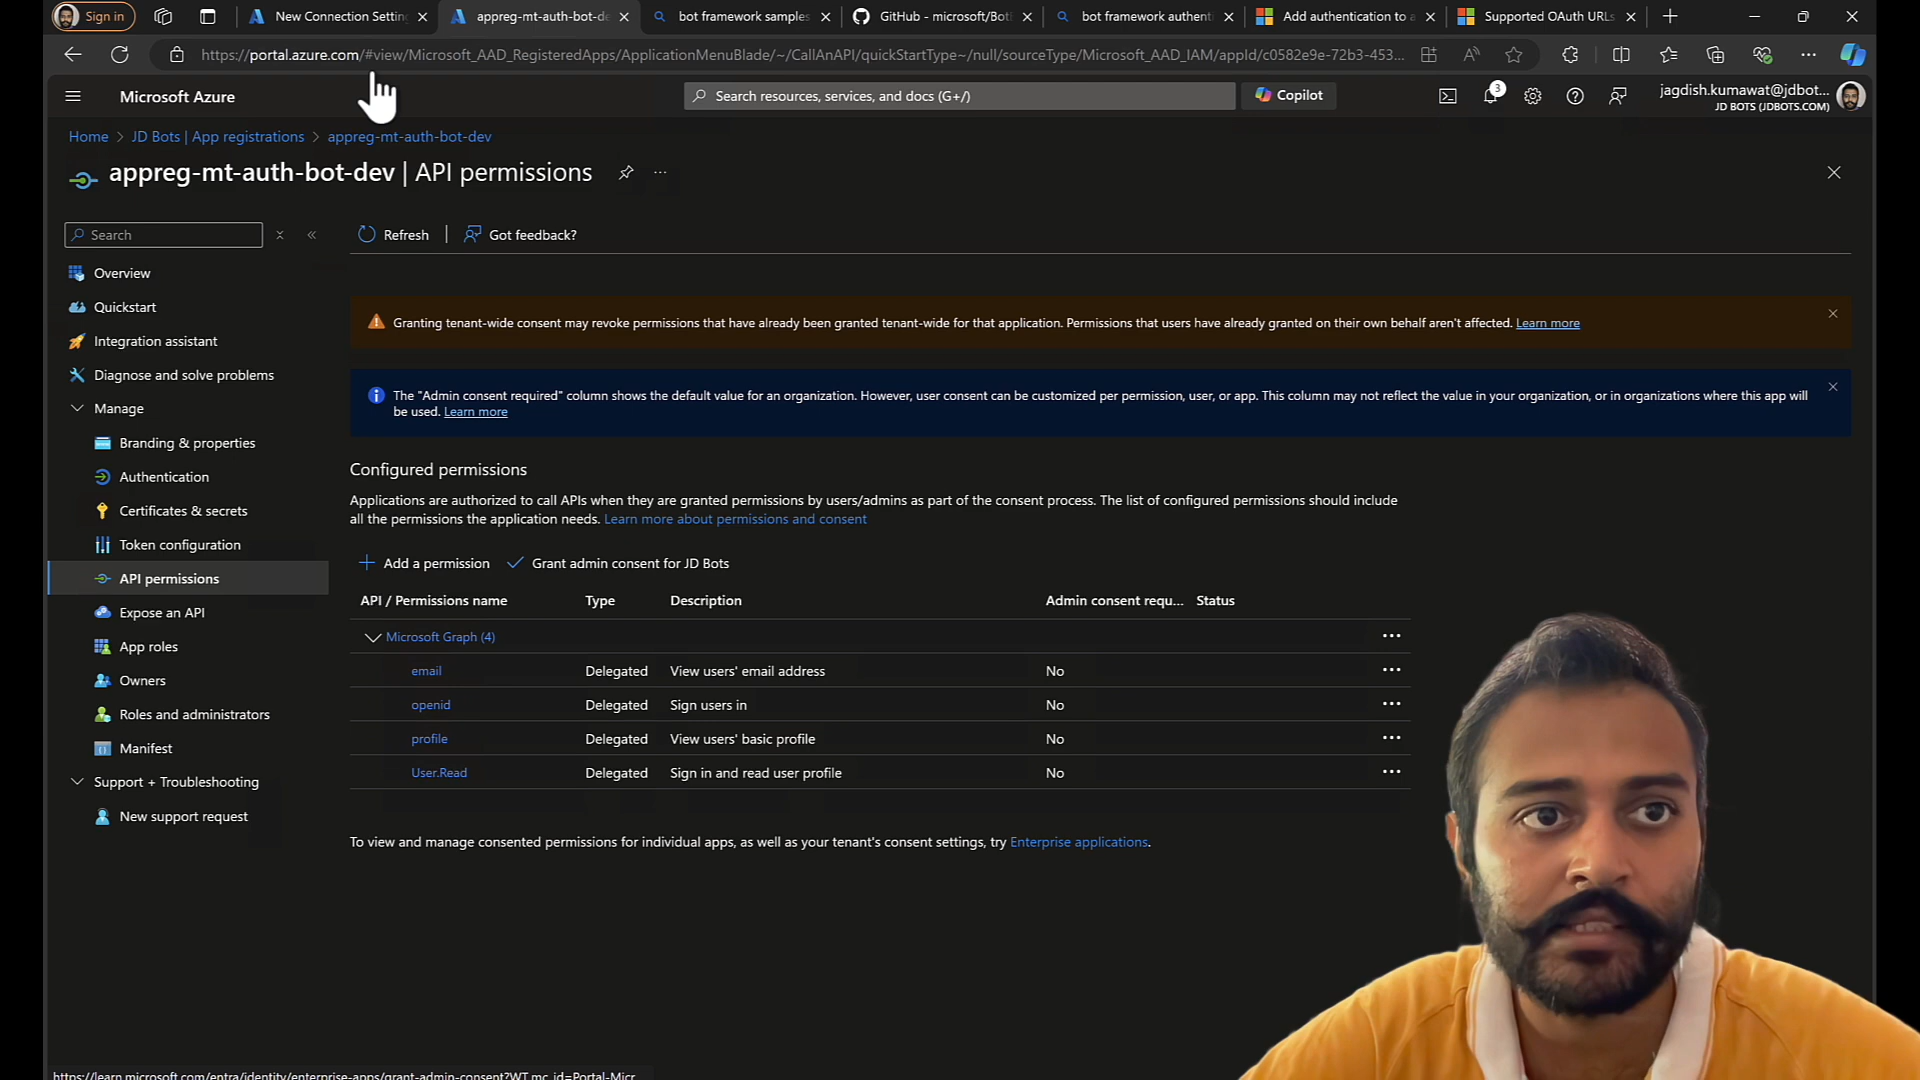 Sign in
New Connection Setting
appreg-mt-auth-bot-de
bot framework samples
GitHub - microsoft/Bot
bot framework authent
Add authentication to a
Supported OAuth URLs
https://portal.azure.com/#view/Microsoft_AAD_RegisteredApps/ApplicationMenuBlade/~/CallAnAPI/quickStartType~/null/sourceType/Microsoft_AAD_IAM/appId/c0582e9e-72b3-453...
Microsoft Azure
Search resources, services, and docs (G+/)
Copilot
3
jagdish.kumawat@jdbot...
JD BOTS (JDBOTS.COM)
Home > JD Bots | App registrations > appreg-mt-auth-bot-dev
appreg-mt-auth-bot-dev | API permissions
Search
Refresh
Got feedback?
Overview
Quickstart
Integration assistant
Diagnose and solve problems
Manage
Branding & properties
Authentication
Certificates & secrets
Token configuration
API permissions
Expose an API
App roles
Owners
Roles and administrators
Manifest
Support + Troubleshooting
New support request
Granting tenant-wide consent may revoke permissions that have already been granted tenant-wide for that application. Permissions that users have already granted on their own behalf aren't affected. Learn more
The "Admin consent required" column shows the default value for an organization. However, user consent can be customized per permission, user, or app. This column may not reflect the value in your organization, or in organizations where this app will
be used. Learn more
Configured permissions
Applications are authorized to call APIs when they are granted permissions by users/admins as part of the consent process. The list of configured permissions should include
all the permissions the application needs. Learn more about permissions and consent
Add a permission
Grant admin consent for JD Bots
API / Permissions name Type Description Admin consent requ... Status
Microsoft Graph (4)
email Delegated View users' email address No
openid Delegated Sign users in No
profile Delegated View users' basic profile No
User.Read Delegated Sign in and read user profile No
To view and manage consented permissions for individual apps, as well as your tenant's consent settings, try Enterprise applications.
https://learn.microsoft.com/entra/identity/enterprise-apps/grant-admin-consent?WT.mc_id=Portal-Micr...